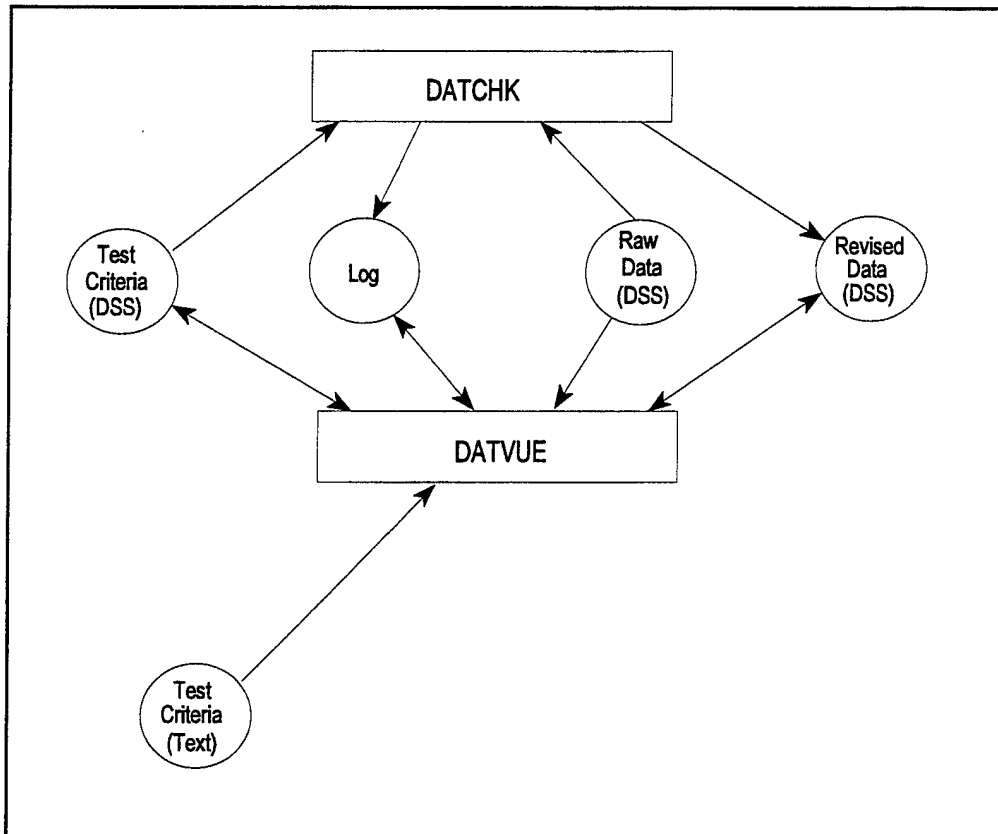 DATCHK
Test
Criteria
(DSS)
Log
Raw
Data
(DSS)
Revised
Data
(DSS)
DATVUE
Test
Criteria
(Text)